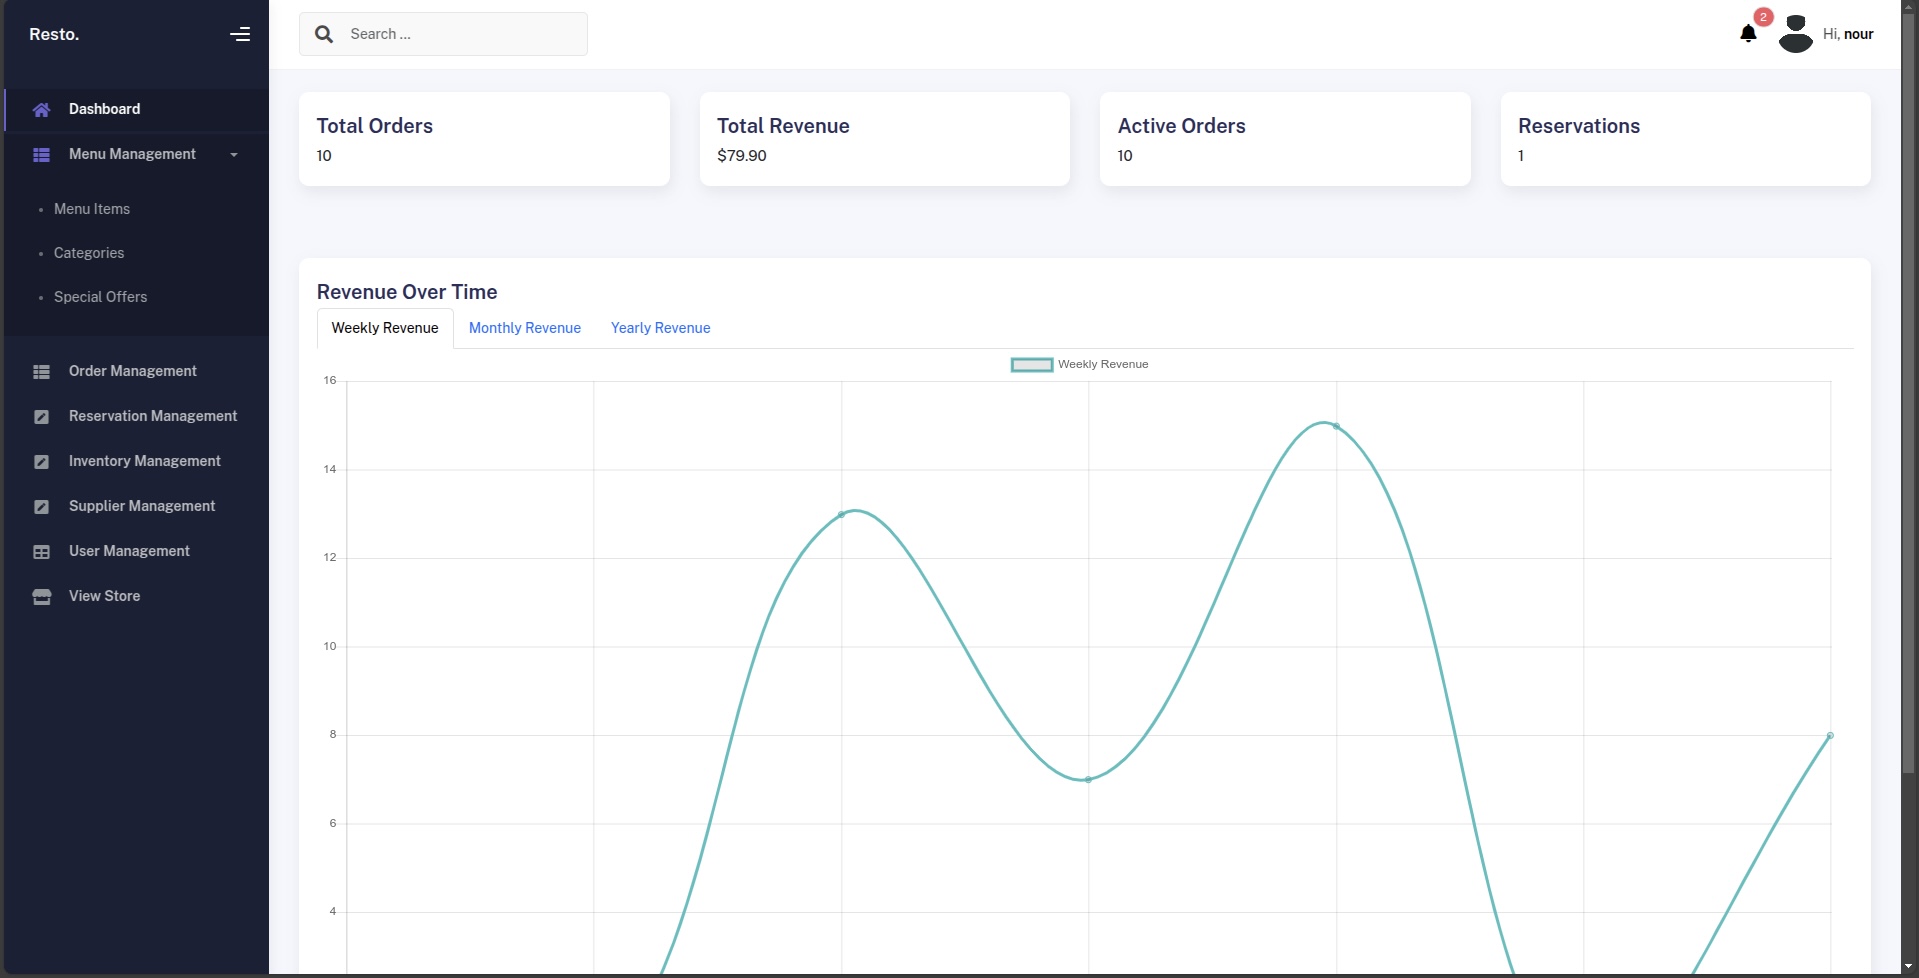 Resto.
Search ...
2
Hi, nour
Dashboard
Menu Management
Menu Items
Categories
Special Offers
Order Management
Reservation Management
Inventory Management
Supplier Management
User Management
View Store
Total Orders
10
Total Revenue
$79.90
Active Orders
10
Reservations
1
Revenue Over Time
Weekly Revenue Monthly Revenue Yearly Revenue
Weekly Revenue
16
14
12
10
8
6
4